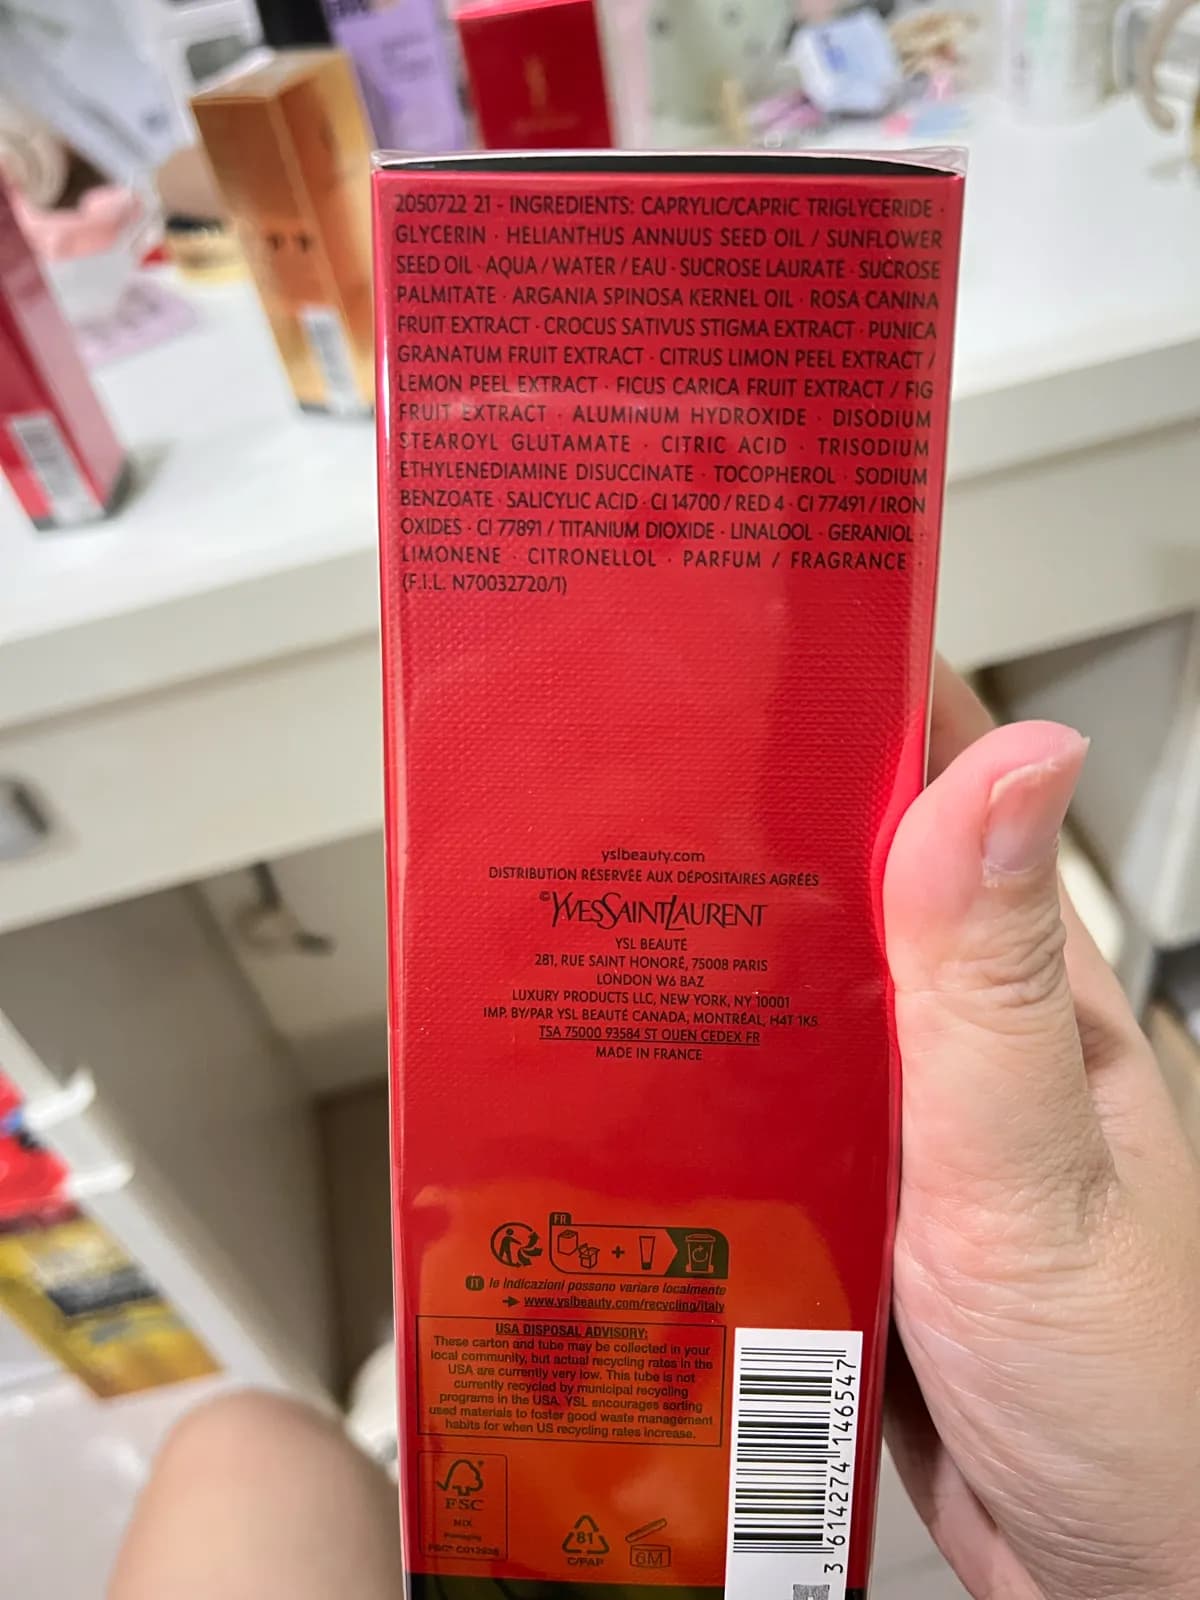 2050722 21 - INGREDIENTS: CAPRYLIC/CAPRIC TRIGLYCERIDE ·
GLYCERIN · HELIANTHUS ANNUUS SEED OIL / SUNFLOWER
SEED OIL · AQUA / WATER / EAU · SUCROSE LAURATE · SUCROSE
PALMITATE · ARGANIA SPINOSA KERNEL OIL · ROSA CANINA
FRUIT EXTRACT · CROCUS SATIVUS STIGMA EXTRACT · PUNICA
GRANATUM FRUIT EXTRACT · CITRUS LIMON PEEL EXTRACT /
LEMON PEEL EXTRACT · FICUS CARICA FRUIT EXTRACT / FIG
FRUIT EXTRACT · ALUMINUM HYDROXIDE · DISODIUM
STEAROYL GLUTAMATE · CITRIC ACID · TRISODIUM
ETHYLENEDIAMINE DISUCCINATE · TOCOPHEROL · SODIUM
BENZOATE · SALICYLIC ACID · CI 14700 / RED 4 · CI 77491 / IRON
OXIDES · CI 77891 / TITANIUM DIOXIDE · LINALOOL · GERANIOL ·
LIMONENE · CITRONELLOL · PARFUM / FRAGRANCE ·
(F.I.L. N70032720/1)
yslbeauty.com
DISTRIBUTION RÉSERVÉE AUX DÉPOSITAIRES AGRÉÉS
©YVESSAINTLAURENT
YSL BEAUTÉ
281, RUE SAINT HONORÉ, 75008 PARIS
LONDON W6 8AZ
LUXURY PRODUCTS LLC, NEW YORK, NY 10001
IMP. BY/PAR YSL BEAUTÉ CANADA, MONTRÉAL, H4T 1K5
TSA 75000 93584 ST OUEN CEDEX FR
MADE IN FRANCE
FR
+
IT le indicazioni possono variare localmente
www.yslbeauty.com/recycling/italy
USA DISPOSAL ADVISORY:
These carton and tube may be collected in your
local community, but actual recycling rates in the
USA are currently very low. This tube is not
currently recycled by municipal recycling
programs in the USA. YSL encourages sorting
used materials to foster good waste management
habits for when US recycling rates increase.
FSC
MIX
Packaging
81
C/PAP
6M
3 614274 146547